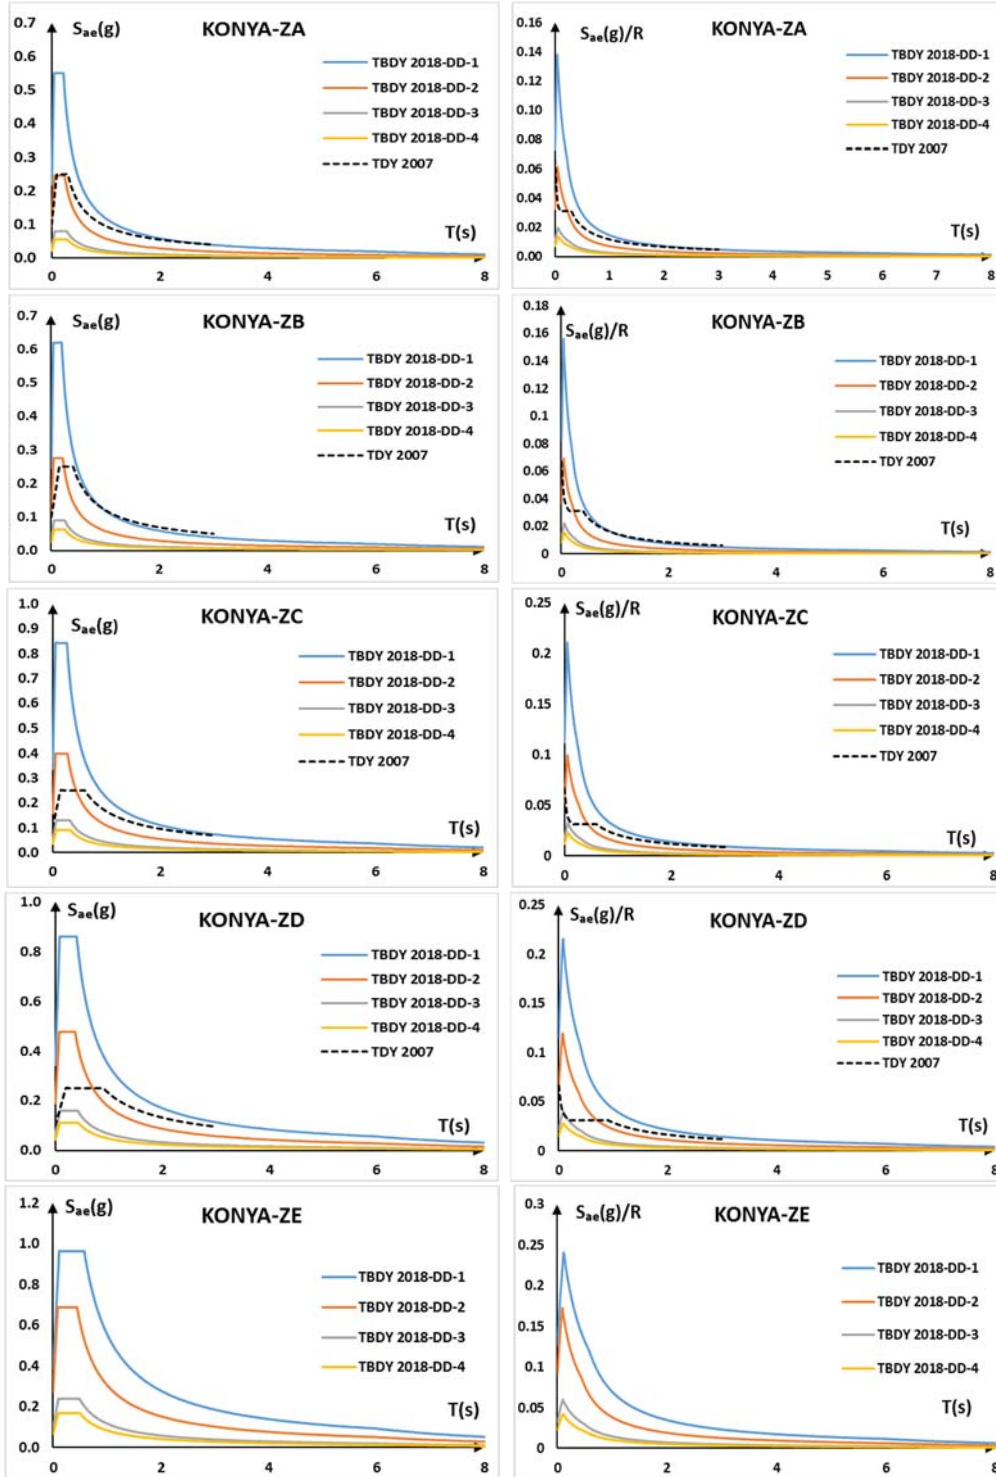 KONYA-ZA
Sae(g)
0.7
0.6
0.5
0.4
0.3
0.2
0.1
0.0
TBDY 2018-DD-1
TBDY 2018-DD-2
TBDY 2018-DD-3
TBDY 2018-DD-4
TDY 2007
T(s)
0 2 4 6 8
KONYA-ZA
Sae(g)/R
0.16
0.14
0.12
0.10
0.08
0.06
0.04
0.02
0.00
TBDY 2018-DD-1
TBDY 2018-DD-2
TBDY 2018-DD-3
TBDY 2018-DD-4
TDY 2007
T(s)
0 1 2 3 4 5 6 7 8
KONYA-ZB
Sae(g)
0.7
0.6
0.5
0.4
0.3
0.2
0.1
0.0
TBDY 2018-DD-1
TBDY 2018-DD-2
TBDY 2018-DD-3
TBDY 2018-DD-4
TDY 2007
T(s)
0 2 4 6 8
KONYA-ZB
Sae(g)/R
0.18
0.16
0.14
0.12
0.1
0.08
0.06
0.04
0.02
0
TBDY 2018-DD-1
TBDY 2018-DD-2
TBDY 2018-DD-3
TBDY 2018-DD-4
TDY 2007
T(s)
0 2 4 6 8
KONYA-ZC
Sae(g)
1.0
0.9
0.8
0.7
0.6
0.5
0.4
0.3
0.2
0.1
0.0
TBDY 2018-DD-1
TBDY 2018-DD-2
TBDY 2018-DD-3
TBDY 2018-DD-4
TDY 2007
T(s)
0 2 4 6 8
KONYA-ZC
Sae(g)/R
0.25
0.2
0.15
0.1
0.05
0
TBDY 2018-DD-1
TBDY 2018-DD-2
TBDY 2018-DD-3
TBDY 2018-DD-4
TDY 2007
T(s)
0 2 4 6 8
KONYA-ZD
Sae(g)
1.0
0.8
0.6
0.4
0.2
0.0
TBDY 2018-DD-1
TBDY 2018-DD-2
TBDY 2018-DD-3
TBDY 2018-DD-4
TDY 2007
T(s)
0 2 4 6 8
KONYA-ZD
Sae(g)/R
0.25
0.2
0.15
0.1
0.05
0
TBDY 2018-DD-1
TBDY 2018-DD-2
TBDY 2018-DD-3
TBDY 2018-DD-4
TDY 2007
T(s)
0 2 4 6 8
KONYA-ZE
Sae(g)
1.2
1.0
0.8
0.6
0.4
0.2
0.0
TBDY 2018-DD-1
TBDY 2018-DD-2
TBDY 2018-DD-3
TBDY 2018-DD-4
T(s)
0 2 4 6 8
KONYA-ZE
Sae(g)/R
0.3
0.25
0.2
0.15
0.1
0.05
0
TBDY 2018-DD-1
TBDY 2018-DD-2
TBDY 2018-DD-3
TBDY 2018-DD-4
T(s)
0 2 4 6 8